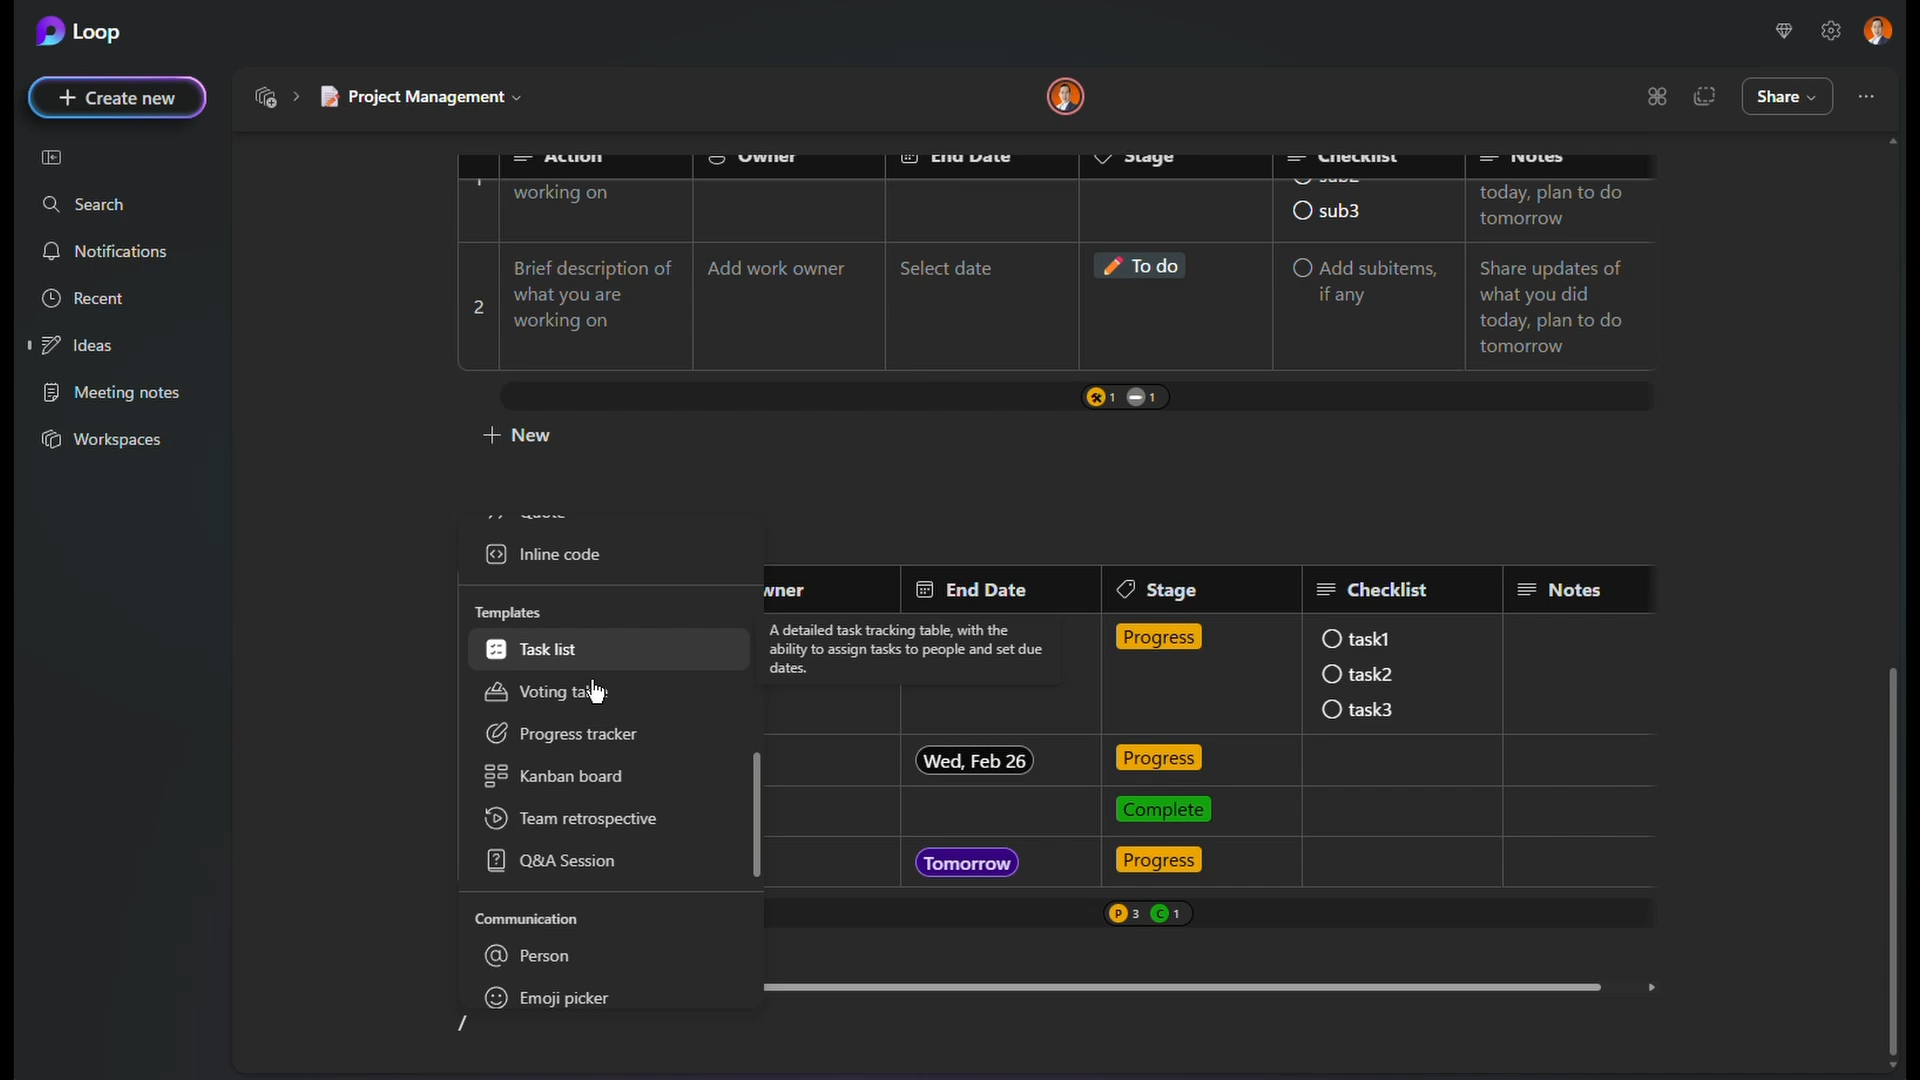 Loop
Create new
Project Management
Share
Search
Notifications
Recent
Ideas
Meeting notes
Workspaces
Action
Owner
End Date
Stage
Checklist
Notes
1
working on
sub2
sub3
today, plan to do
tomorrow
2
Brief description of
what you are
working on
Add work owner
Select date
To do
Add subitems,
if any
Share updates of
what you did
today, plan to do
tomorrow
1
1
New
Quote
Inline code
Templates
Task list
Voting
Progress tracker
Kanban board
Team retrospective
Q&A Session
Communication
Person
Emoji picker
/
A detailed task tracking table, with the
ability to assign tasks to people and set due
dates.
wner
End Date
Stage
Checklist
Notes
Progress
task1
task2
task3
Wed, Feb 26
Progress
Complete
Tomorrow
Progress
P 3
C 1